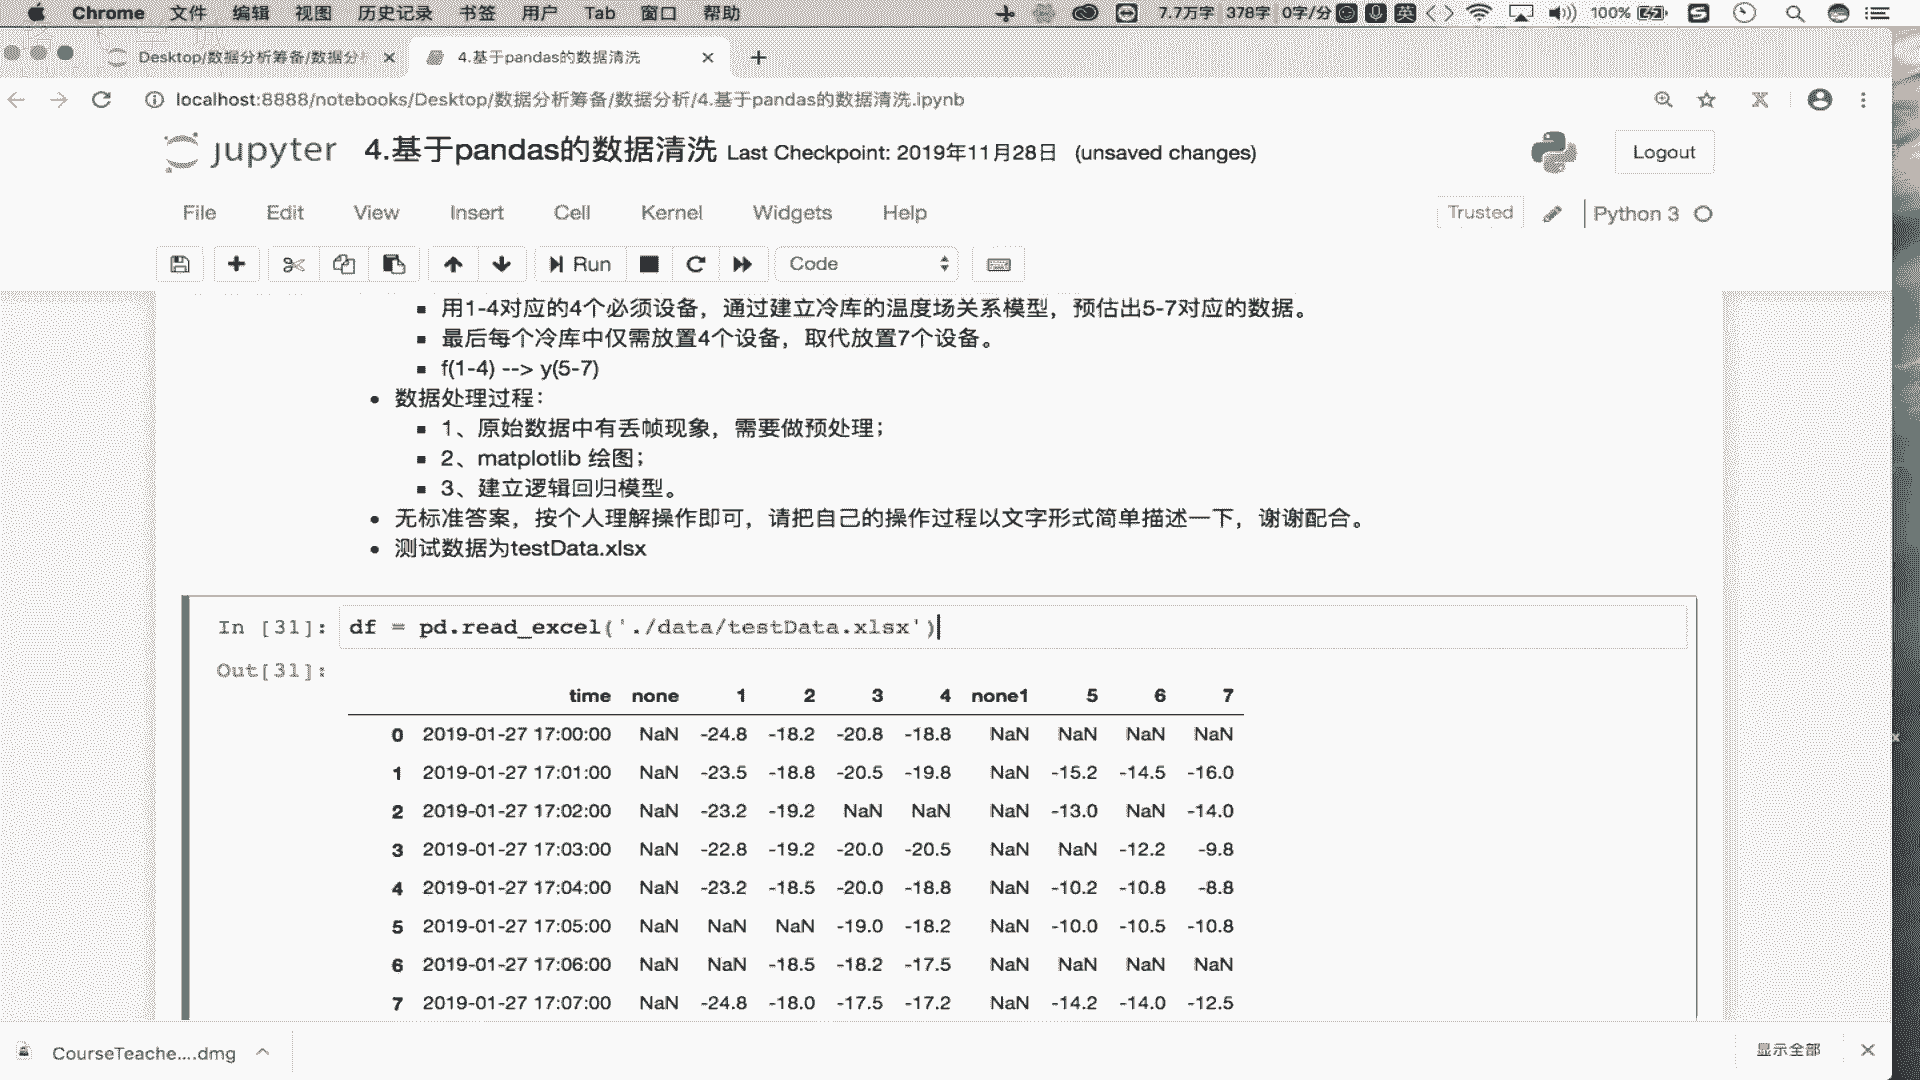 Chrome 文件 编辑 视图 历史记录 书签 用户 Tab 窗口 帮助 7.7万字 378字 0字/分 英 100%
Desktop/数据分析筹备/数据分 4.基于pandas的数据清洗
localhost:8888/notebooks/Desktop/数据分析筹备/数据分析/4.基于pandas的数据清洗.ipynb
jupyter 4.基于pandas的数据清洗 Last Checkpoint: 2019年11月28日 (unsaved changes) Logout
File Edit View Insert Cell Kernel Widgets Help Trusted Python 3
Run Code
用1-4对应的4个必须设备，通过建立冷库的温度场关系模型，预估出5-7对应的数据。
最后每个冷库中仅需放置4个设备，取代放置7个设备。
f(1-4) --> y(5-7)
数据处理过程：
1、原始数据中有丢帧现象，需要做预处理；
2、matplotlib 绘图；
3、建立逻辑回归模型。
无标准答案，按个人理解操作即可，请把自己的操作过程以文字形式简单描述一下，谢谢配合。
测试数据为testData.xlsx
In [31]: df = pd.read_excel('./data/testData.xlsx')
Out[31]:
time none 1 2 3 4 none1 5 6 7
0 2019-01-27 17:00:00 NaN -24.8 -18.2 -20.8 -18.8 NaN NaN NaN NaN
1 2019-01-27 17:01:00 NaN -23.5 -18.8 -20.5 -19.8 NaN -15.2 -14.5 -16.0
2 2019-01-27 17:02:00 NaN -23.2 -19.2 NaN NaN NaN -13.0 NaN -14.0
3 2019-01-27 17:03:00 NaN -22.8 -19.2 -20.0 -20.5 NaN NaN -12.2 -9.8
4 2019-01-27 17:04:00 NaN -23.2 -18.5 -20.0 -18.8 NaN -10.2 -10.8 -8.8
5 2019-01-27 17:05:00 NaN NaN NaN -19.0 -18.2 NaN -10.0 -10.5 -10.8
6 2019-01-27 17:06:00 NaN NaN -18.5 -18.2 -17.5 NaN NaN NaN NaN
7 2019-01-27 17:07:00 NaN -24.8 -18.0 -17.5 -17.2 NaN -14.2 -14.0 -12.5
CourseTeache....dmg 显示全部